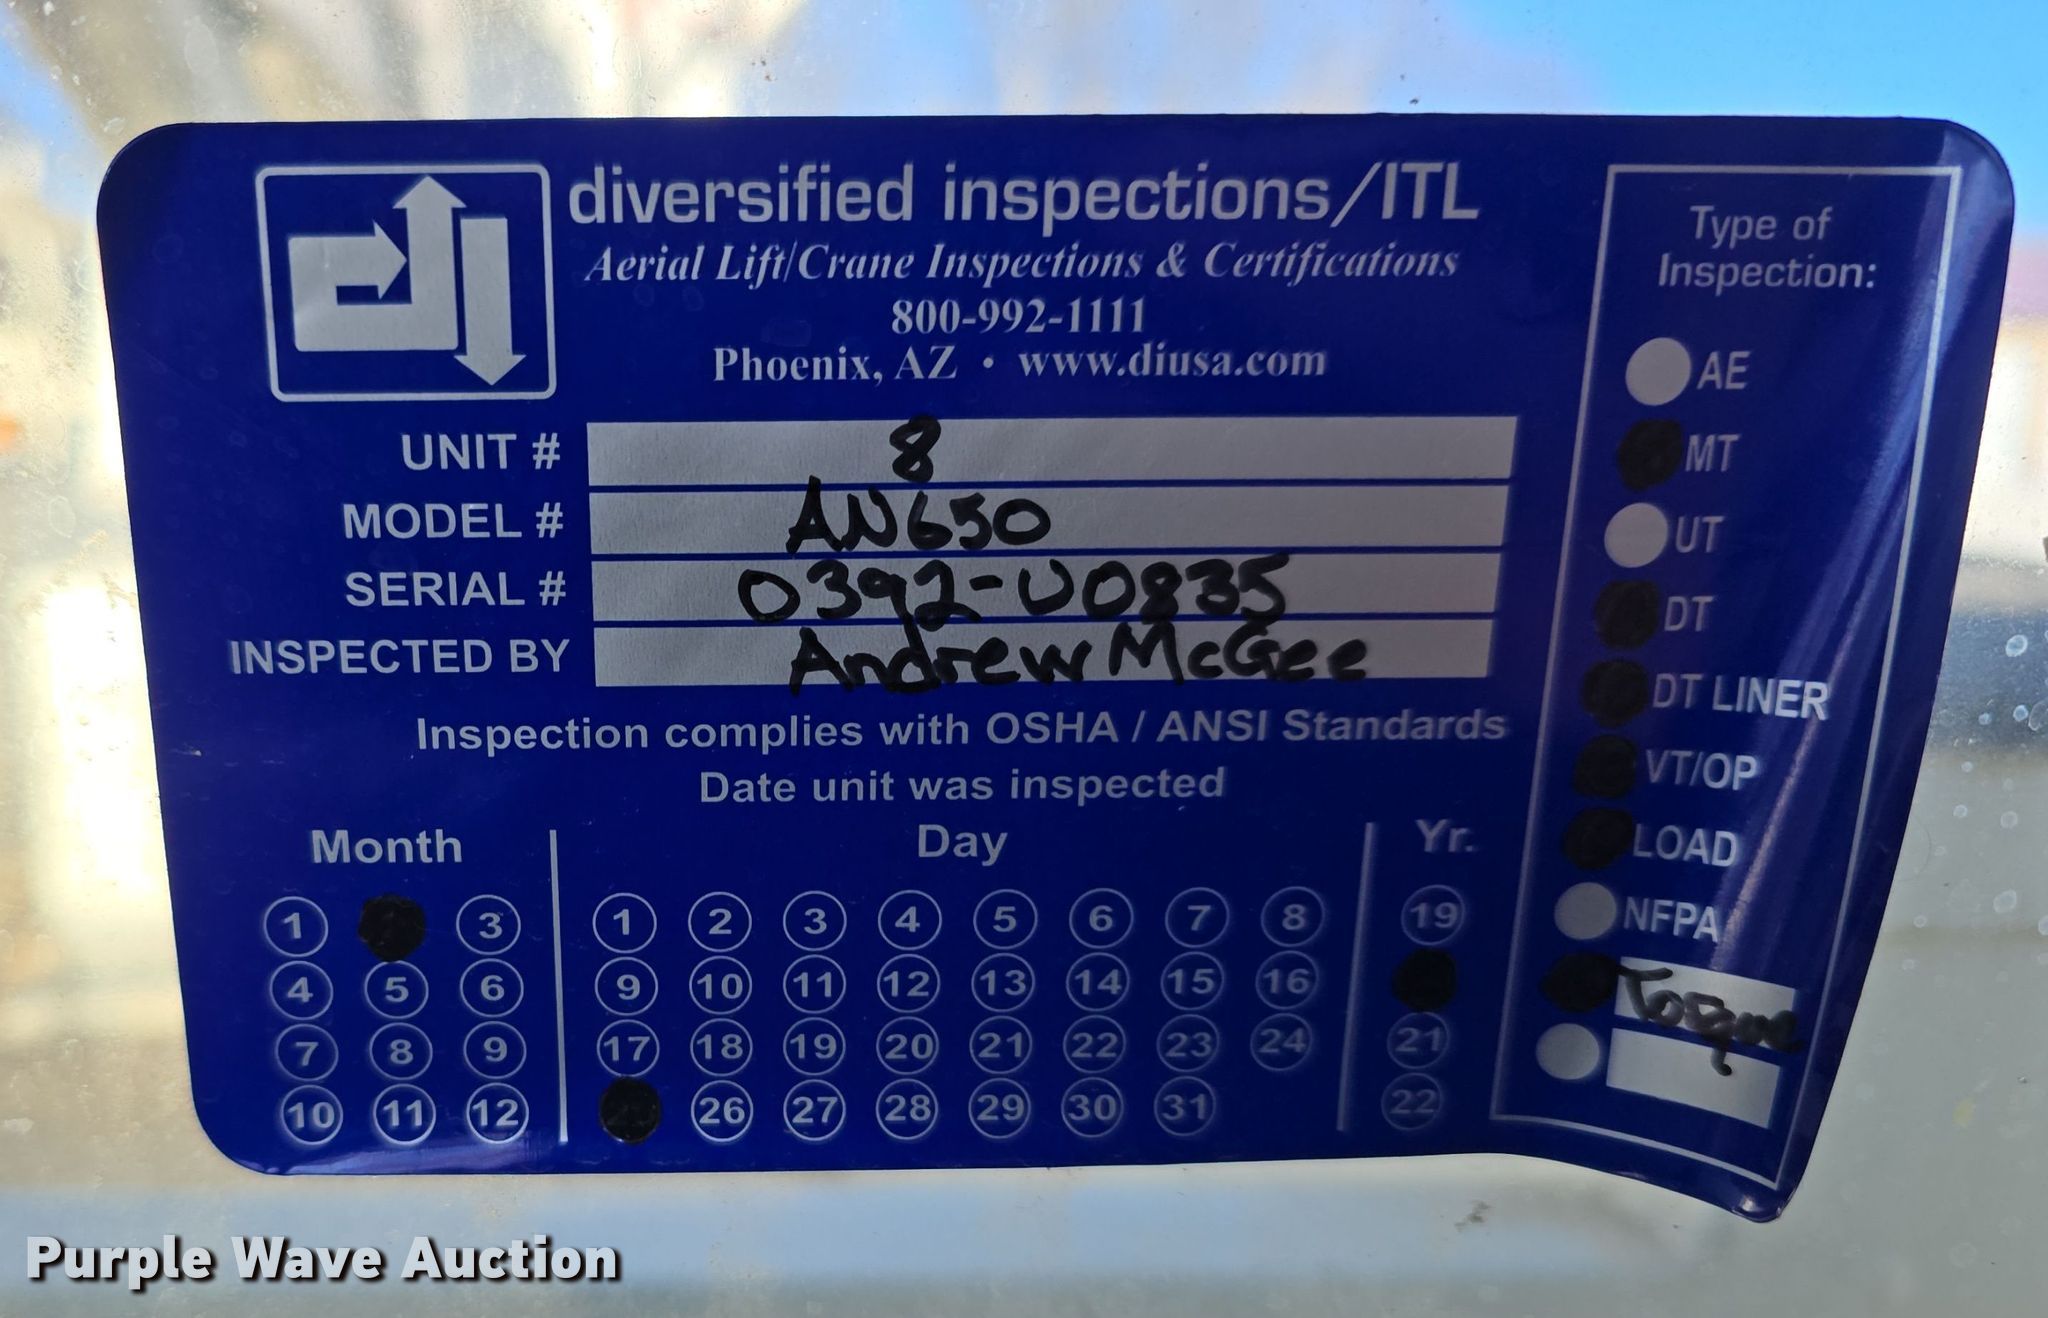 diversified inspections/ITL
Aerial Lift/Crane Inspections & Certifications
800-992-1111
Phoenix, AZ • www.diusa.com
UNIT # 8
MODEL # AN650
SERIAL # 0392-U0835
INSPECTED BY Andrew McGee
Inspection complies with OSHA / ANSI Standards
Date unit was inspected
Month
1 3
4 5 6
7 8 9
10 11 12
Day
1 2 3 4 5 6 7 8
9 10 11 12 13 14 15 16
17 18 19 20 21 22 23 24
26 27 28 29 30 31
Yr.
19
21
22
Type of
Inspection:
AE
MT
UT
DT
DT LINER
VT/OP
LOAD
NFPA
Torque
Purple Wave Auction